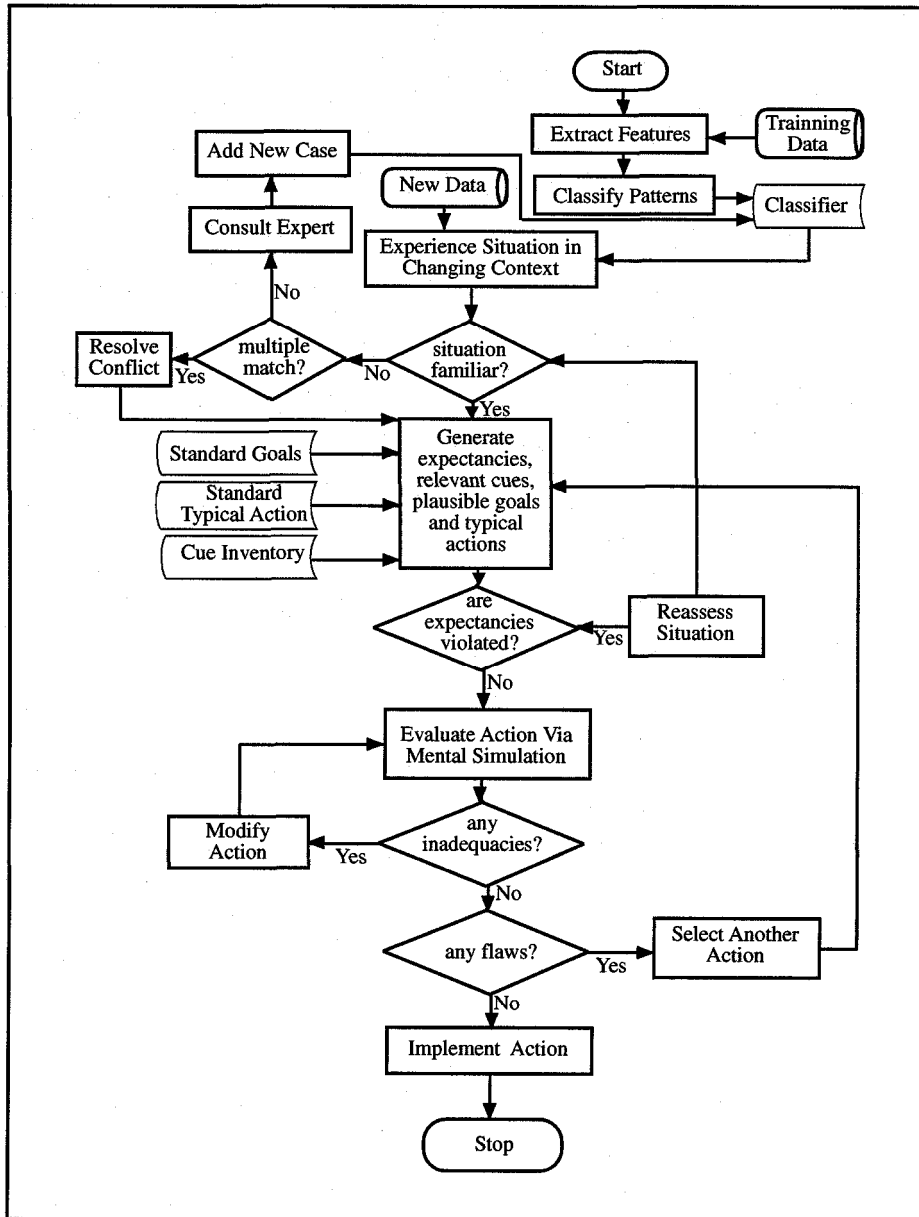 Start
Extract Features
Trainning
Data
Add New Case
New Data
Classify Patterns
Classifier
Consult Expert
Experience Situation in
Changing Context
No
Resolve
Conflict
Yes
multiple
match?
No
situation
familiar?
Yes
Standard Goals
Standard
Typical Action
Cue Inventory
Generate
expectancies,
relevant cues,
plausible goals
and typical
actions
are
expectancies
violated?
Yes
Reassess
Situation
No
Evaluate Action Via
Mental Simulation
Modify
Action
Yes
any
inadequacies?
No
any flaws?
Yes
Select Another
Action
No
Implement Action
Stop